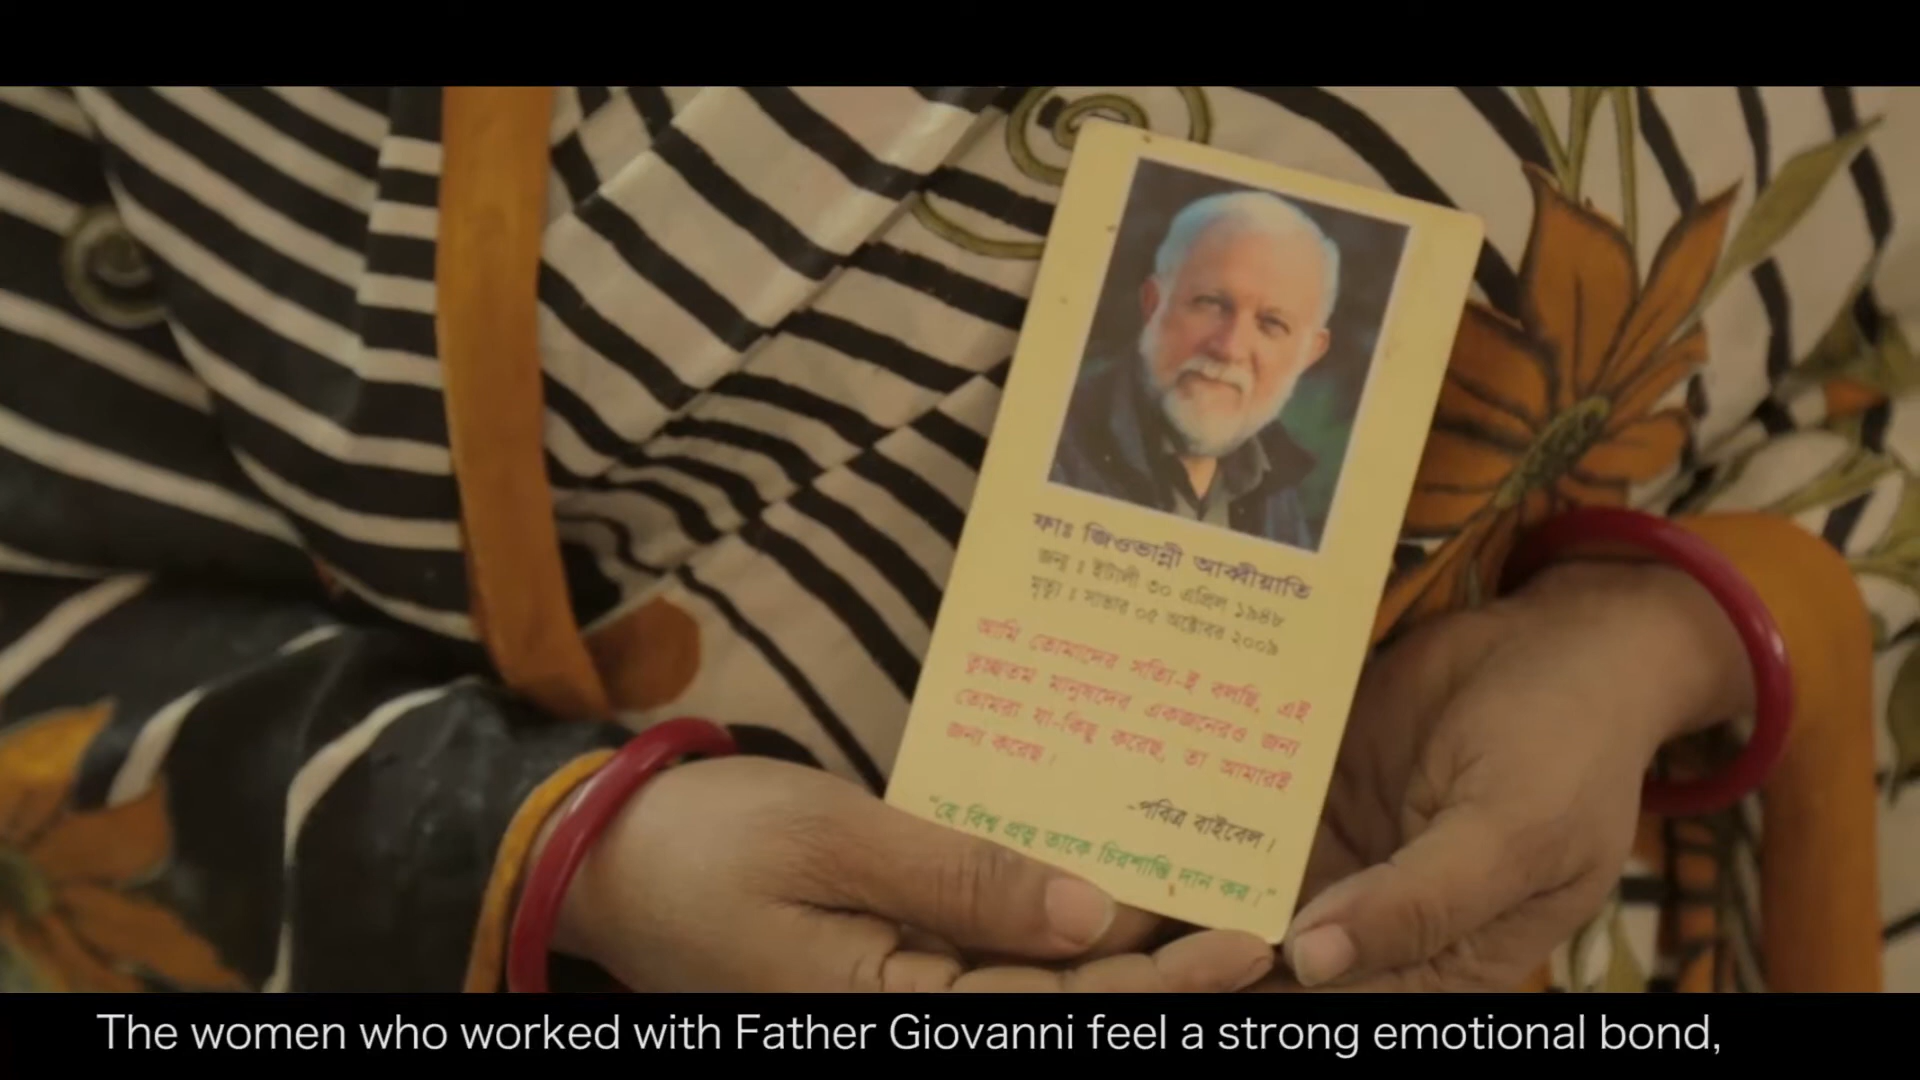 ফাঃ জিওভান্নী আব্বীয়াতি
জন্ম : ইটালী ৩০ এপ্রিল ১৯৪৮
মৃত্যু : সাভার ০৫ অক্টোবর ২০০৯
আমি তোমাদের সত্যি-ই বলছি, এই
তুচ্ছতম মানুষদের একজনেরও জন্য
তোমরা যা-কিছু করেছ, তা আমারই
জন্য করেছ।
-পবিত্র বাইবেল।
“হে বিশ্ব প্রভু তাকে চিরশান্তি দান কর।”
The women who worked with Father Giovanni feel a strong emotional bond,